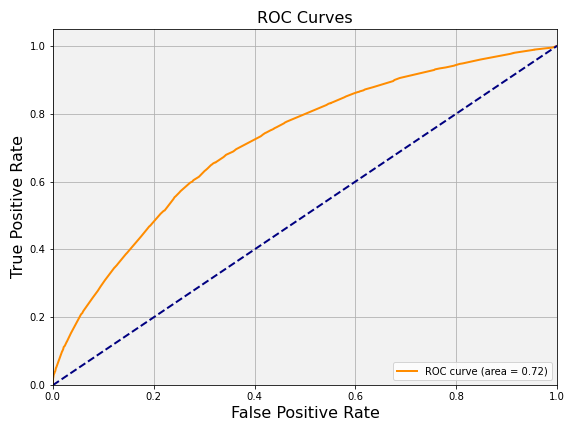 ROC Curves
1.0
0.8
0.6
0.4
0.2
0.0
True Positive Rate
ROC curve (area = 0.72)
0.0 0.2 0.4 0.6 0.8 1.0
False Positive Rate